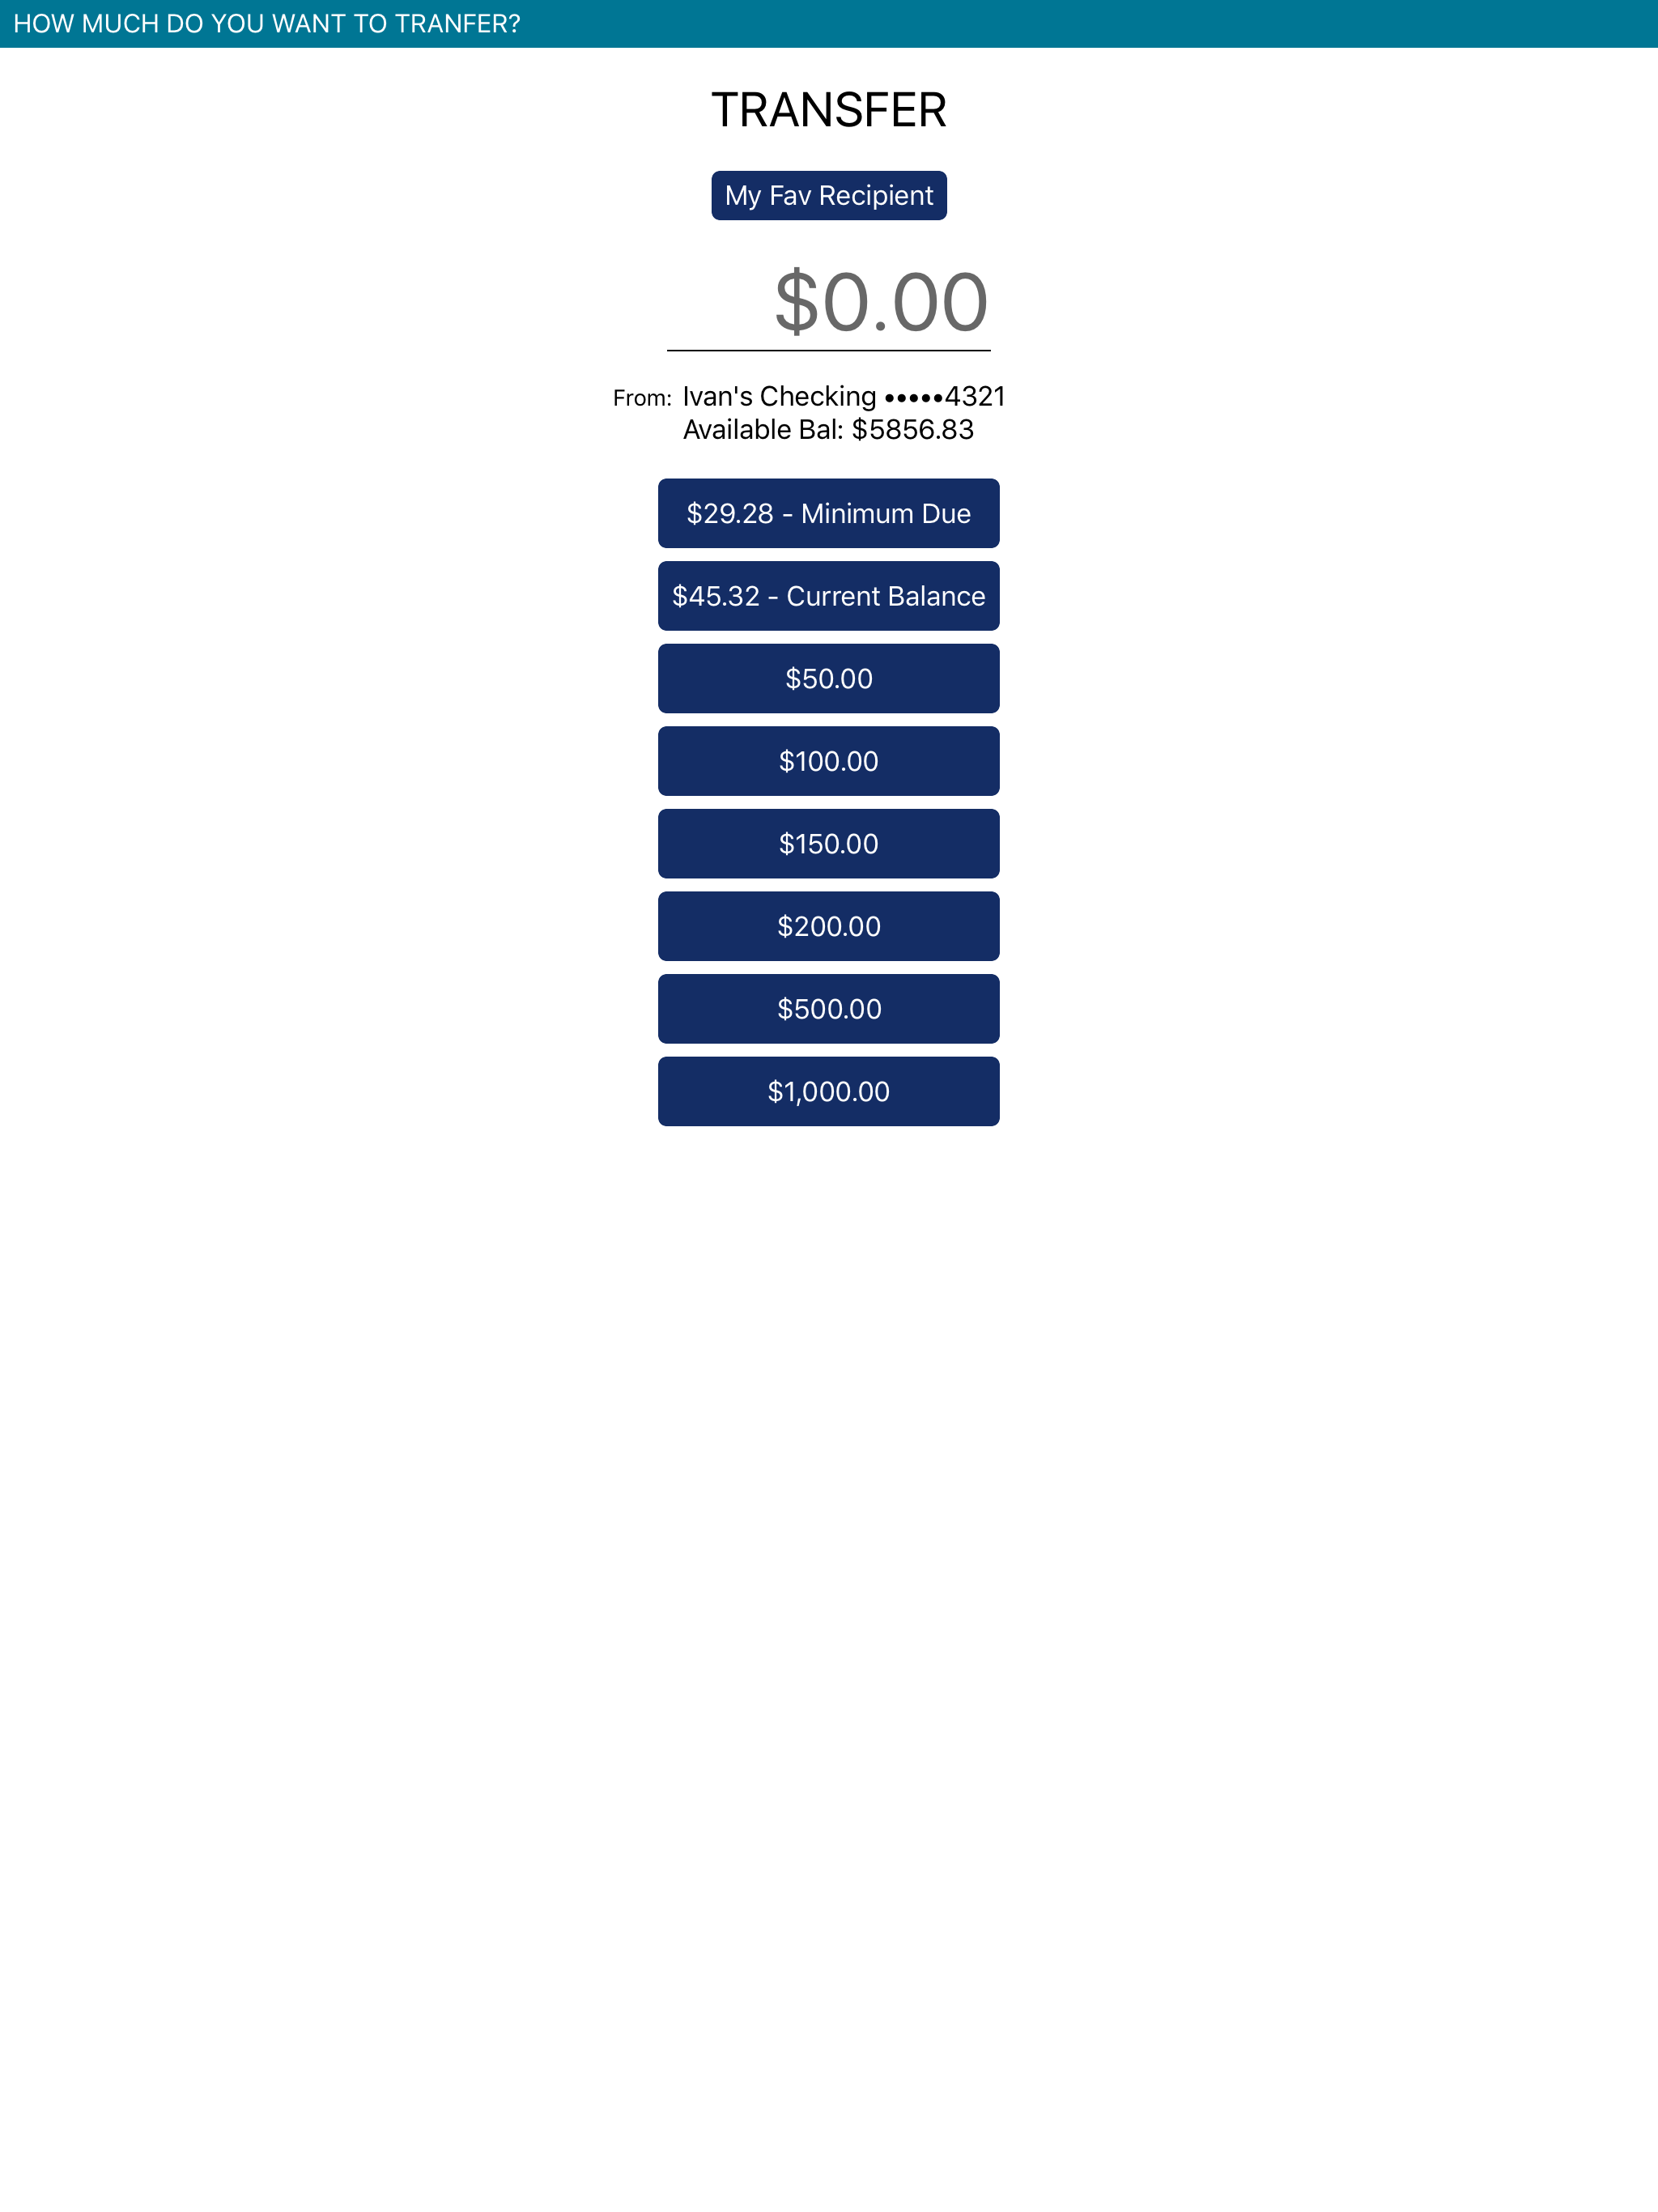 HOW MUCH DO YOU WANT TO TRANFER?
TRANSFER
My Fav Recipient
$0.00
From: Ivan's Checking •••••4321
Available Bal: $5856.83
$29.28 - Minimum Due
$45.32 - Current Balance
$50.00
$100.00
$150.00
$200.00
$500.00
$1,000.00